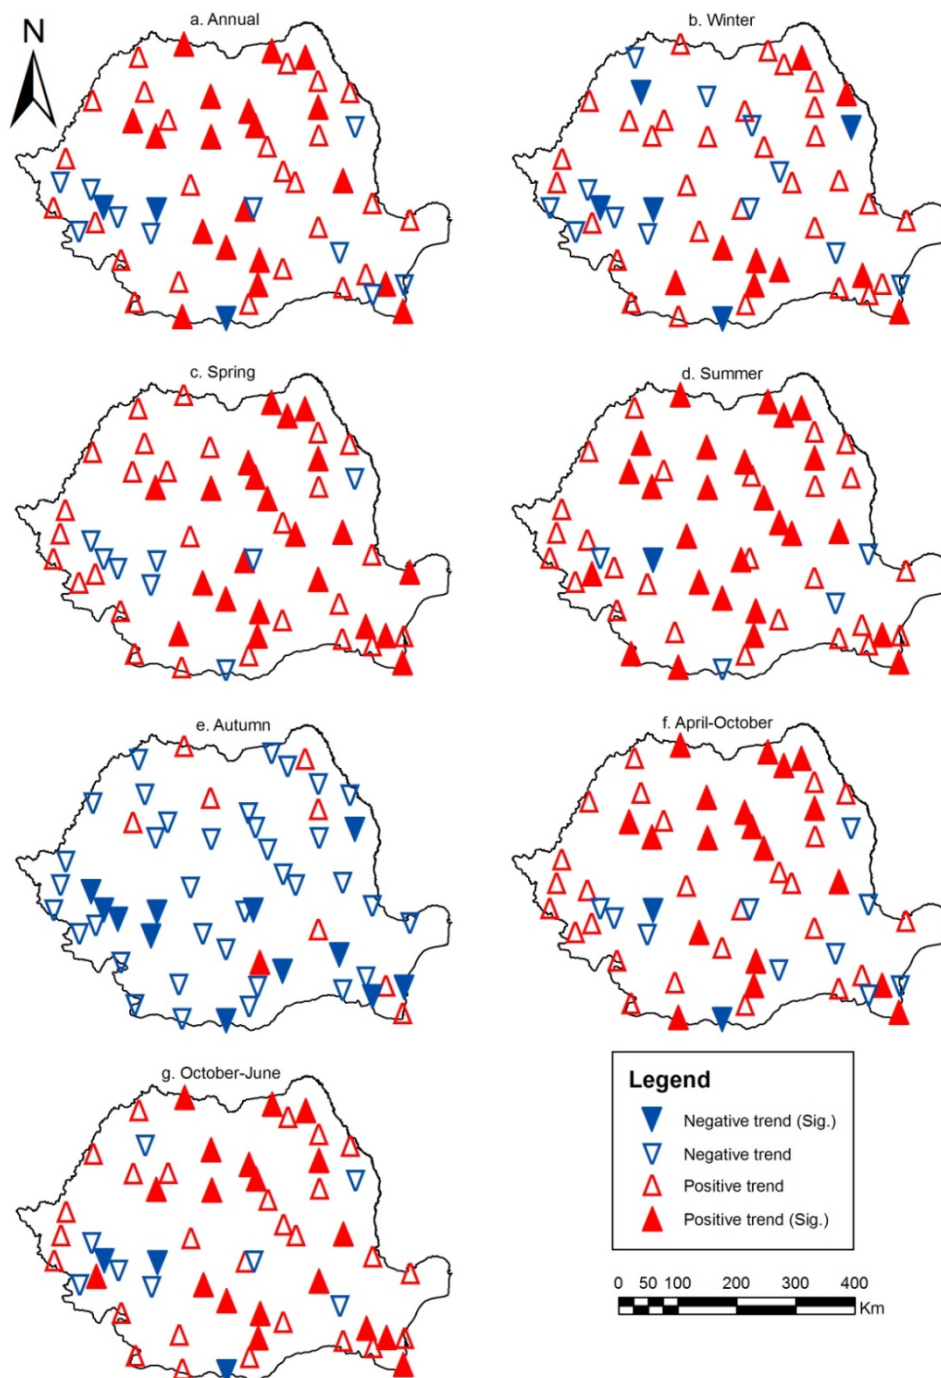 N
a. Annual
b. Winter
c. Spring
d. Summer
e. Autumn
f. April-October
g. October-June
Legend
Negative trend (Sig.)
Negative trend
Positive trend
Positive trend (Sig.)
0 50 100 200 300 400
Km